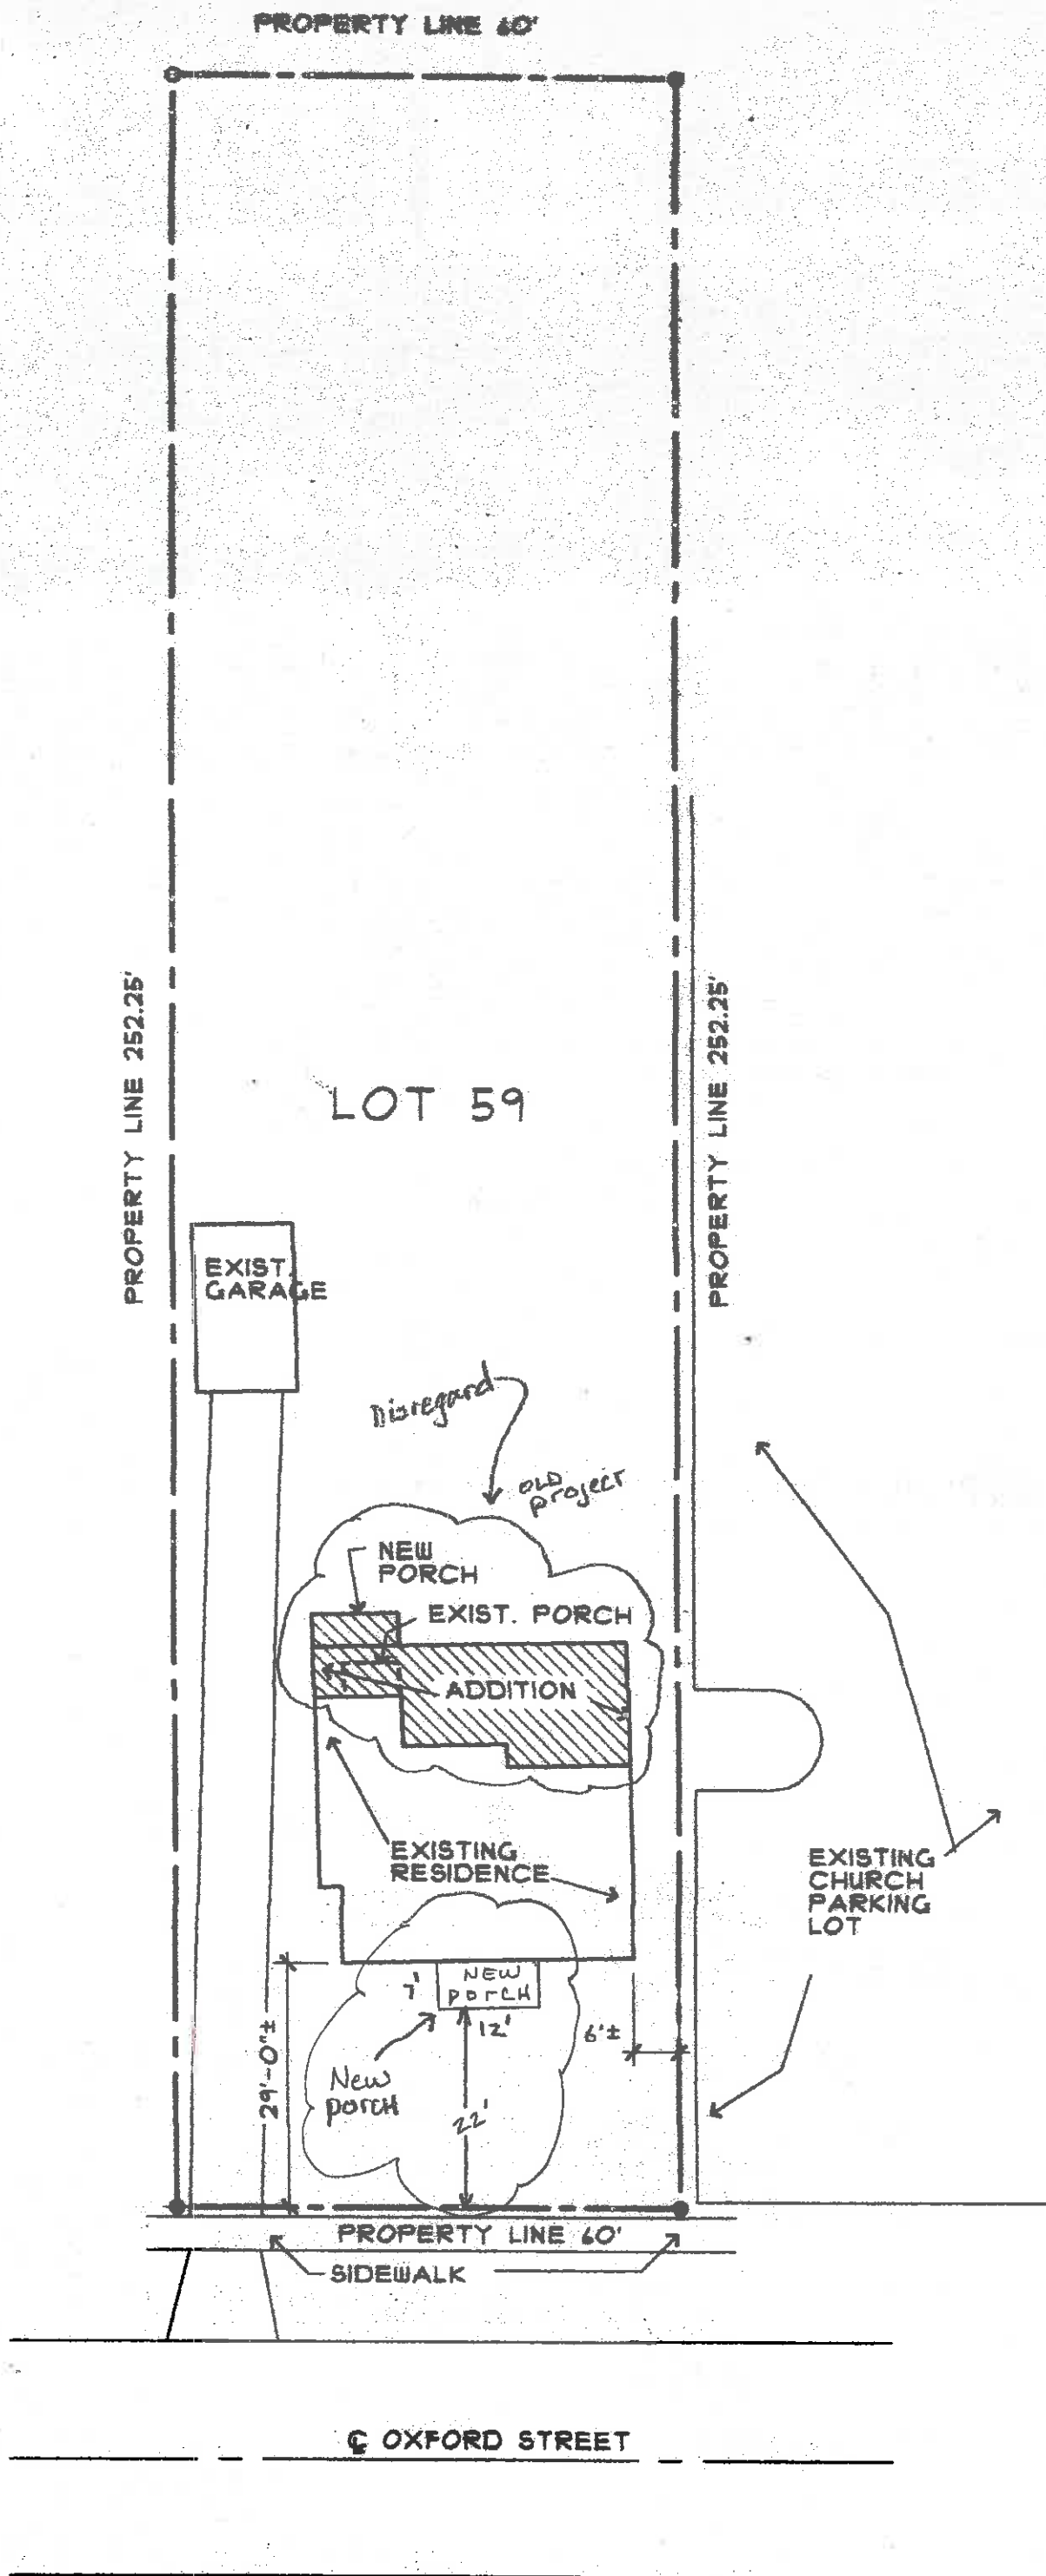 PROPERTY LINE 60'
PROPERTY LINE 252.25'
PROPERTY LINE 252.25'
LOT 59
EXIST.
GARAGE
Disregard
OLD
project
NEW
PORCH
EXIST. PORCH
ADDITION
EXISTING
RESIDENCE
EXISTING
CHURCH
PARKING
LOT
NEW
PORCH
7'
12'
6'±
29'-0"±
New
porch
22'
PROPERTY LINE 60'
SIDEWALK
℄ OXFORD STREET